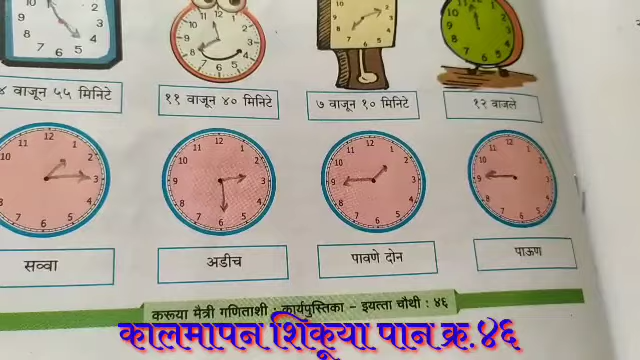 ४ वाजून ५५ मिनिटे
११ वाजून ४० मिनिटे
७ वाजून १० मिनिटे
१२ वाजले
सव्वा
अडीच
पावणे दोन
पाऊण
करूया मैत्री गणिताशी - कार्यपुस्तिका - इयत्ता चौथी : ४६
कालमापन शिकूया पान क्र.४६